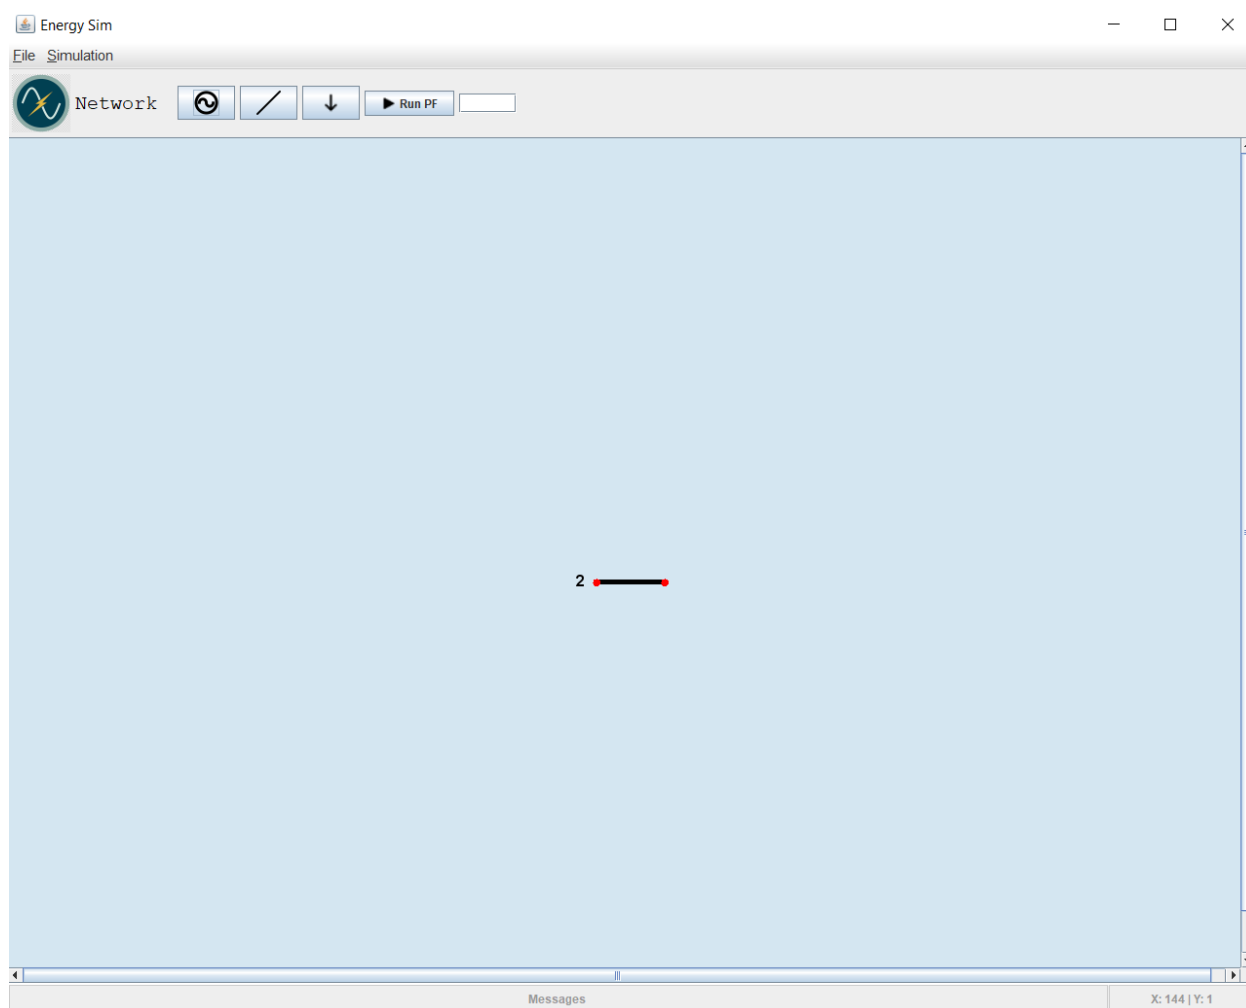 Energy Sim
File Simulation
Network
Run PF
2
Messages
X: 144 | Y: 1